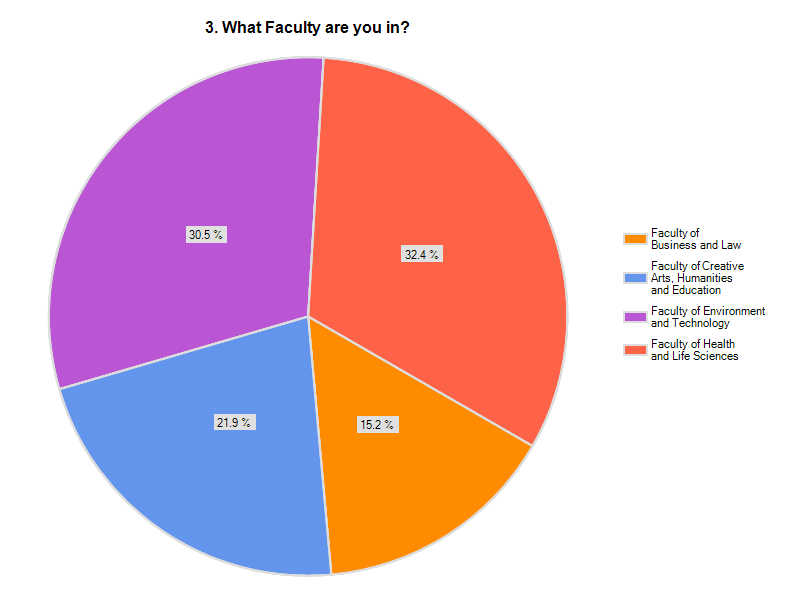 3. What Faculty are you in?
30.5 %
32.4 %
21.9 %
15.2 %
Faculty of
Business and Law
Faculty of Creative
Arts, Humanities
and Education
Faculty of Environment
and Technology
Faculty of Health
and Life Sciences